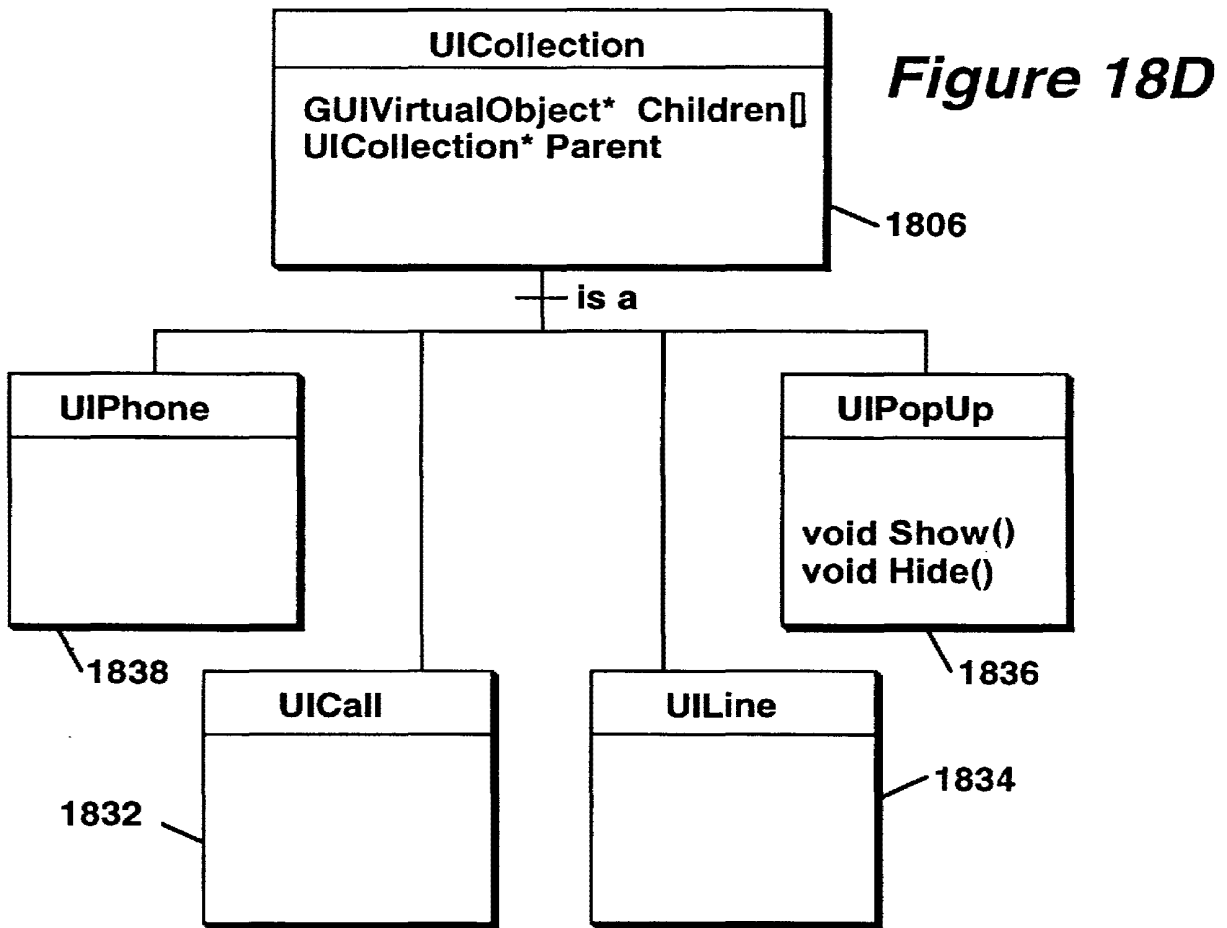 UICollection
Figure 18D
GUIVirtualObject* Children[]
UICollection* Parent
1806
is a
UIPhone
UIPopUp
void Show()
void Hide()
1838
1836
UICall
UILine
1834
1832